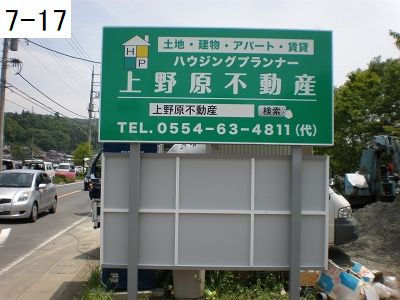 7-17
HP
土地・建物・アパート・賃貸
ハウジングプランナー
上野原不動産
上野原不動産 検索
TEL.0554-63-4811(代)